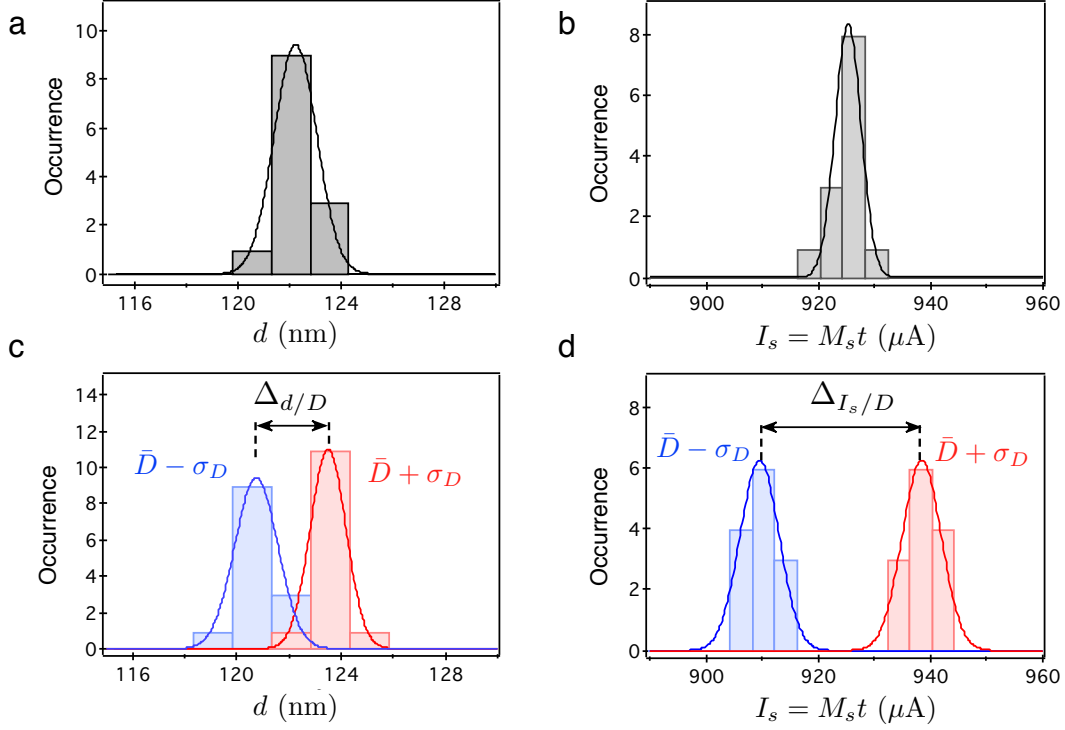 a
10
8
6
4
2
0
Occurrence
116
120
124
128
d (nm)
b
8
6
4
2
0
Occurrence
900
920
940
960
I_s = M_s t (μA)
c
14
12
10
8
6
4
2
0
Occurrence
Δ_{d/D}
D̄ − σ_D
D̄ + σ_D
116
120
124
128
d (nm)
d
8
6
4
2
0
Occurrence
Δ_{I_s/D}
D̄ − σ_D
D̄ + σ_D
900
920
940
960
I_s = M_s t (μA)